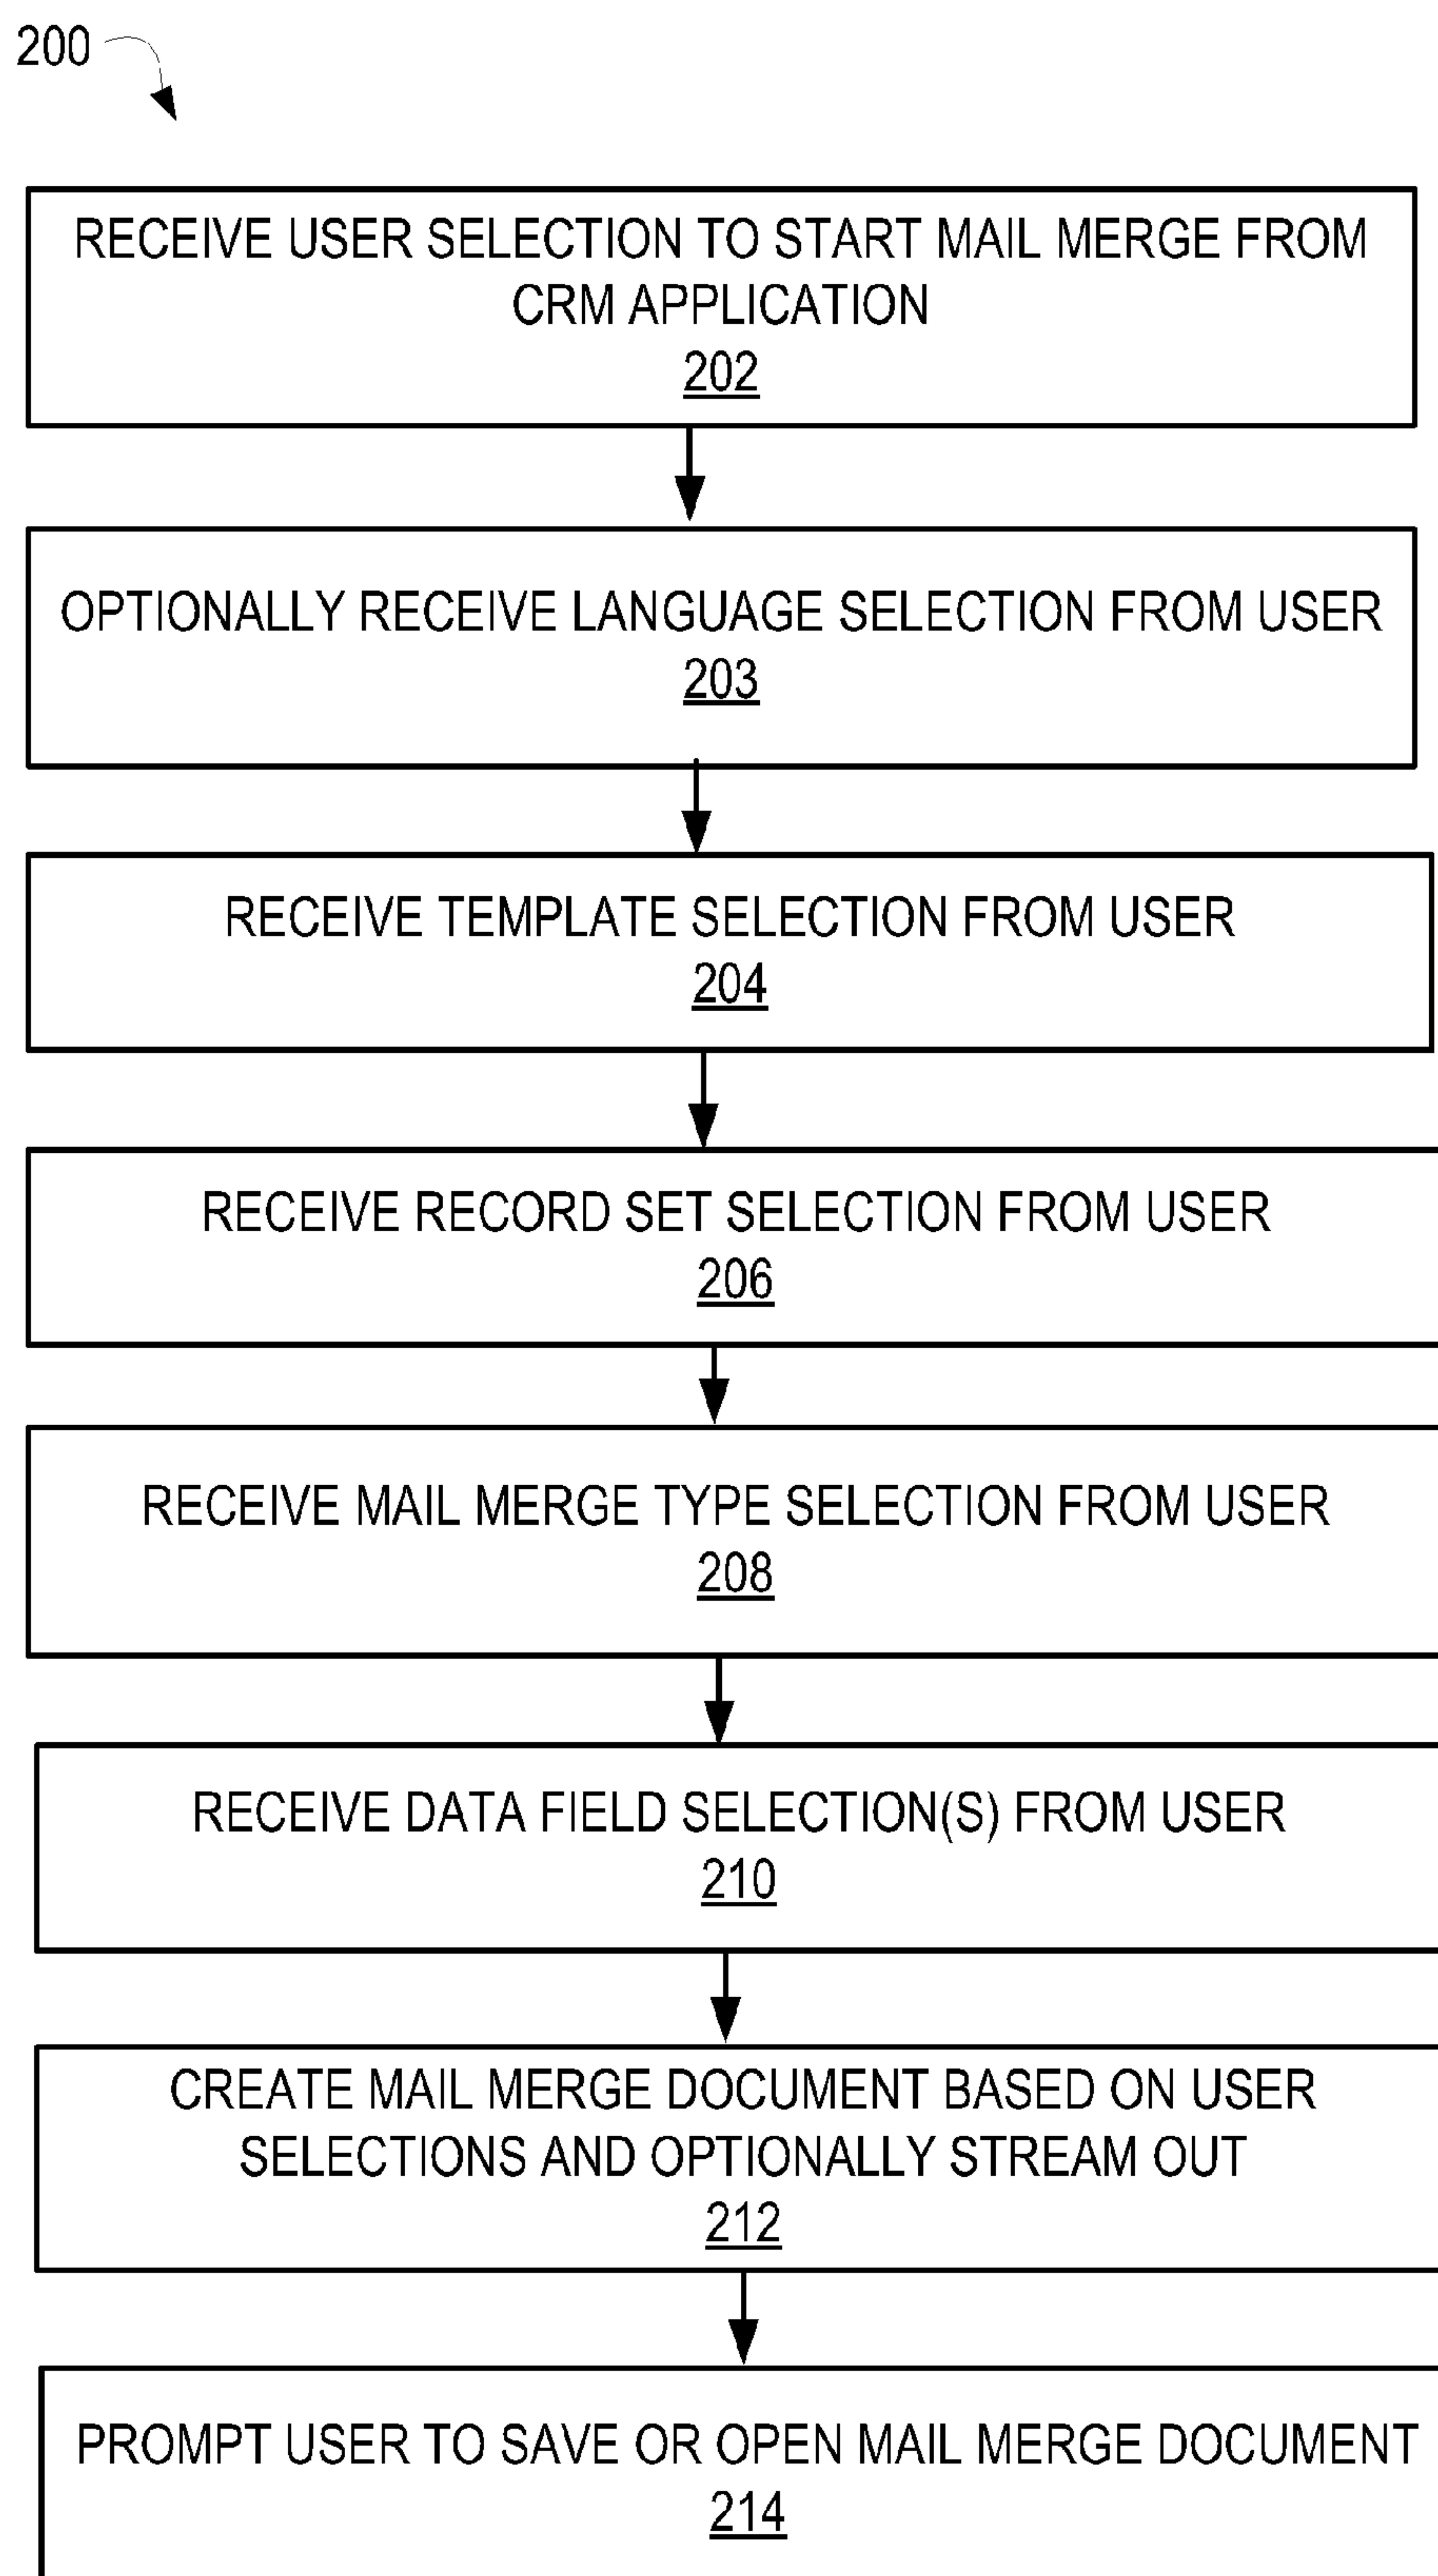 200
RECEIVE USER SELECTION TO START MAIL MERGE FROM
CRM APPLICATION
202
OPTIONALLY RECEIVE LANGUAGE SELECTION FROM USER
203
RECEIVE TEMPLATE SELECTION FROM USER
204
RECEIVE RECORD SET SELECTION FROM USER
206
RECEIVE MAIL MERGE TYPE SELECTION FROM USER
208
RECEIVE DATA FIELD SELECTION(S) FROM USER
210
CREATE MAIL MERGE DOCUMENT BASED ON USER
SELECTIONS AND OPTIONALLY STREAM OUT
212
PROMPT USER TO SAVE OR OPEN MAIL MERGE DOCUMENT
214